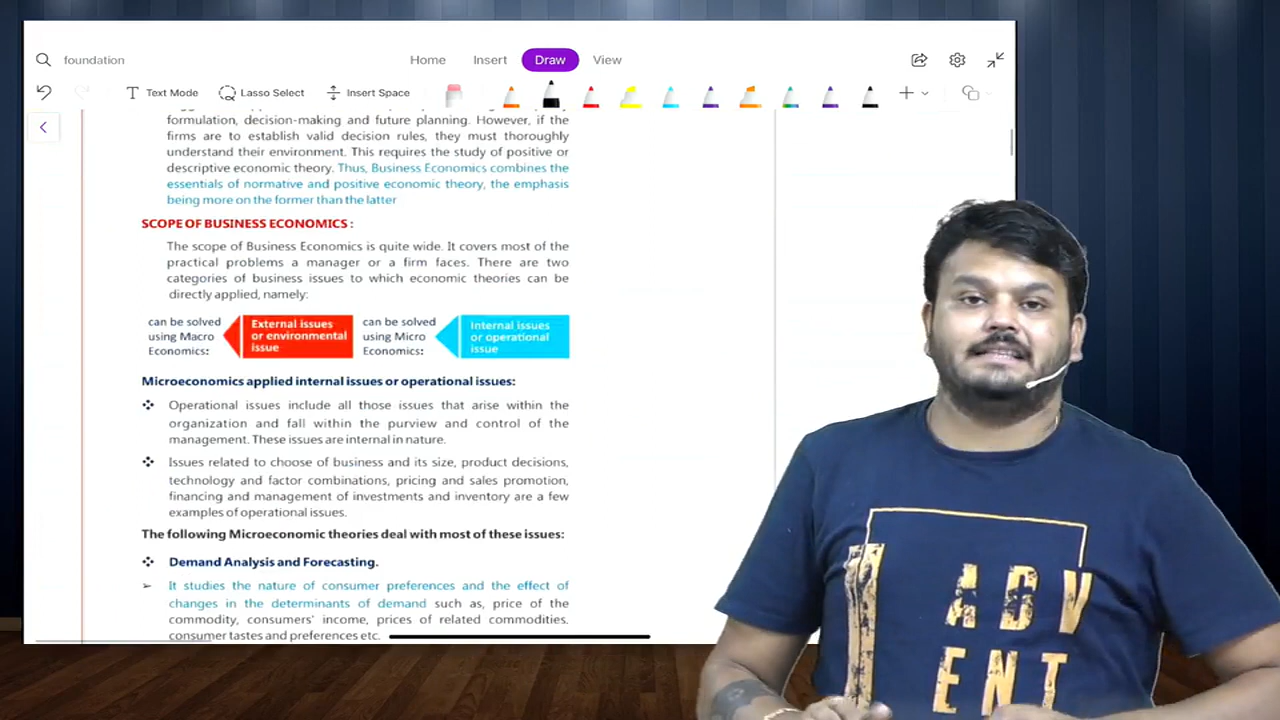 foundation
Home Insert Draw View
Text Mode Lasso Select Insert Space
formulation, decision-making and future planning. However, if the
firms are to establish valid decision rules, they must thoroughly
understand their environment. This requires the study of positive or
descriptive economic theory. Thus, Business Economics combines the
essentials of normative and positive economic theory, the emphasis
being more on the former than the latter
SCOPE OF BUSINESS ECONOMICS :
The scope of Business Economics is quite wide. It covers most of the
practical problems a manager or a firm faces. There are two
categories of business issues to which economic theories can be
directly applied, namely:
can be solved
using Macro
Economics:
External issues
or environmental
issue
can be solved
using Micro
Economics:
Internal issues
or operational
issue
Microeconomics applied internal issues or operational issues:
Operational issues include all those issues that arise within the
organization and fall within the purview and control of the
management. These issues are internal in nature.
Issues related to choose of business and its size, product decisions,
technology and factor combinations, pricing and sales promotion,
financing and management of investments and inventory are a few
examples of operational issues.
The following Microeconomic theories deal with most of these issues:
Demand Analysis and Forecasting.
It studies the nature of consumer preferences and the effect of
changes in the determinants of demand such as, price of the
commodity, consumers' income, prices of related commodities,
consumer tastes and preferences etc.
ADV
ENT